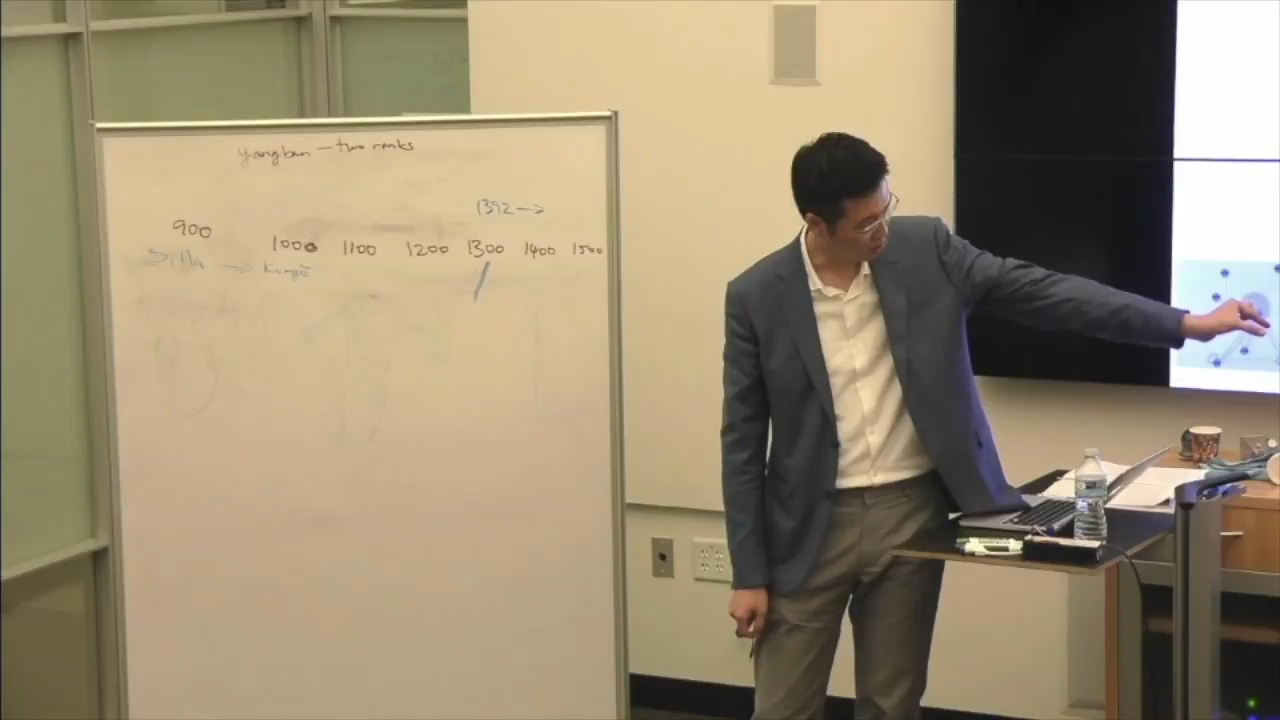 yangban – two ranks
1392 →
900 1000 1100 1200 1300 1400 1500
Silla → Koryŏ